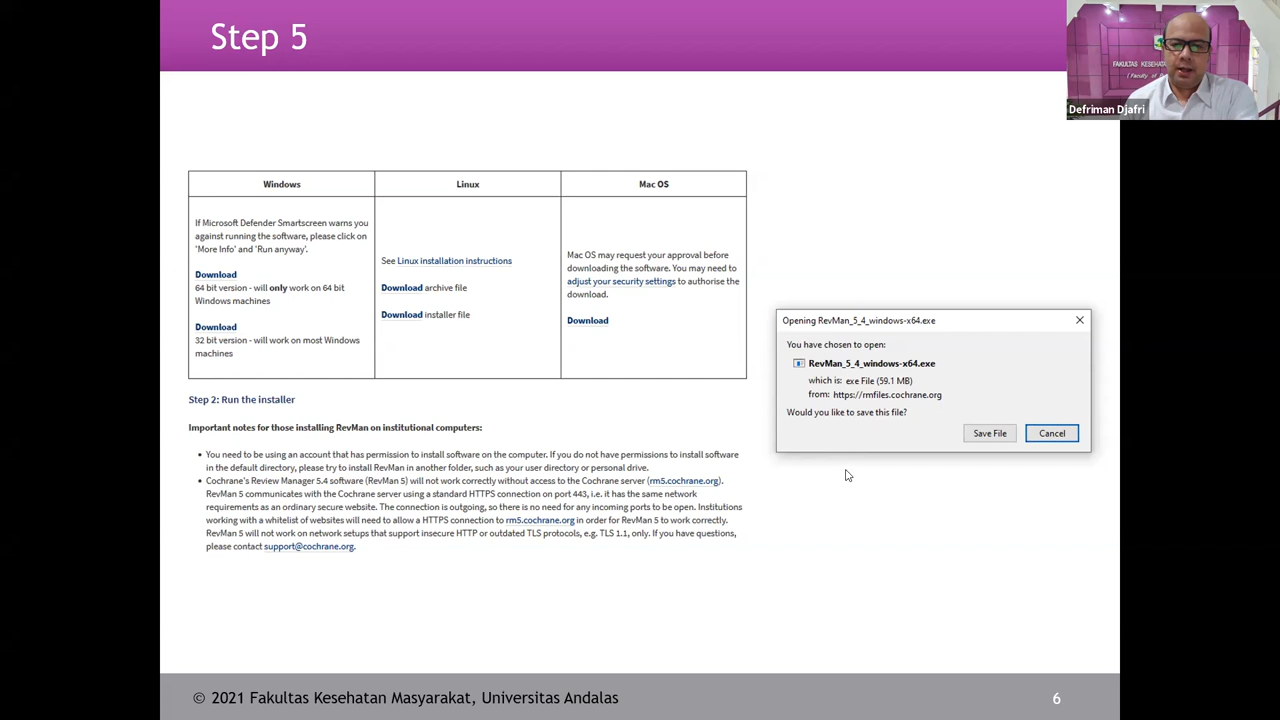 Step 5
FAKULTAS KESEHATA
(Faculty of
Defriman Djafri
Windows
Linux
Mac OS
If Microsoft Defender Smartscreen warns you
against running the software, please click on
'More Info' and 'Run anyway'.
Download
64 bit version - will only work on 64 bit
Windows machines
Download
32 bit version - will work on most Windows
machines
See Linux installation instructions
Download archive file
Download installer file
Mac OS may request your approval before
downloading the software. You may need to
adjust your security settings to authorise the
download.
Download
Opening RevMan_5_4_windows-x64.exe
You have chosen to open:
RevMan_5_4_windows-x64.exe
which is: exe File (59.1 MB)
from: https://rmfiles.cochrane.org
Would you like to save this file?
Save File
Cancel
Step 2: Run the installer
Important notes for those installing RevMan on institutional computers:
• You need to be using an account that has permission to install software on the computer. If you do not have permissions to install software
in the default directory, please try to install RevMan in another folder, such as your user directory or personal drive.
• Cochrane's Review Manager 5.4 software (RevMan 5) will not work correctly without access to the Cochrane server (rm5.cochrane.org).
RevMan 5 communicates with the Cochrane server using a standard HTTPS connection on port 443, i.e. it has the same network
requirements as an ordinary secure website. The connection is outgoing, so there is no need for any incoming ports to be open. Institutions
working with a whitelist of websites will need to allow a HTTPS connection to rm5.cochrane.org in order for RevMan 5 to work correctly.
RevMan 5 will not work on network setups that support insecure HTTP or outdated TLS protocols, e.g. TLS 1.1, only. If you have questions,
please contact support@cochrane.org.
© 2021 Fakultas Kesehatan Masyarakat, Universitas Andalas
6